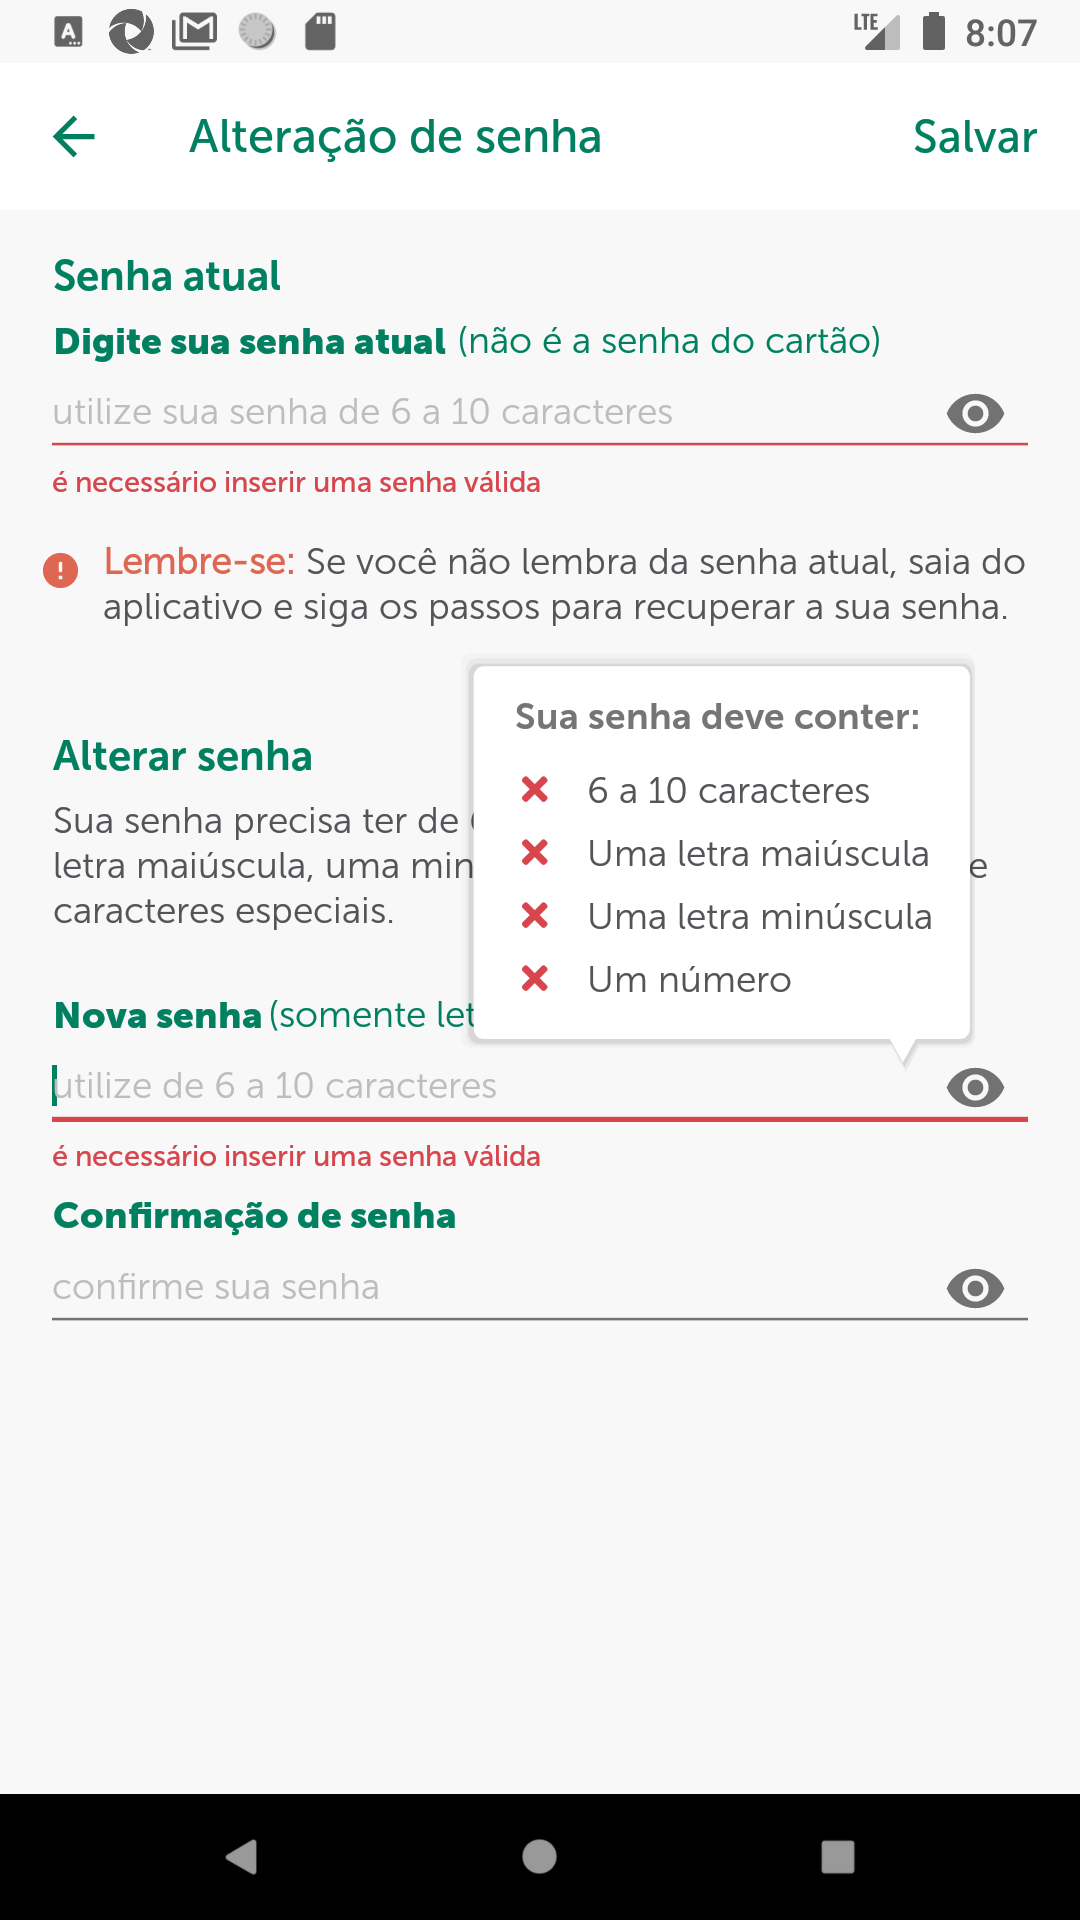 LTE 8:07
Alteração de senha Salvar
Senha atual
Digite sua senha atual (não é a senha do cartão)
utilize sua senha de 6 a 10 caracteres
é necessário inserir uma senha válida
Lembre-se: Se você não lembra da senha atual, saia do
aplicativo e siga os passos para recuperar a sua senha.
Sua senha deve conter:
6 a 10 caracteres
Uma letra maiúscula
Uma letra minúscula
Um número
Alterar senha
Sua senha precisa ter de
letra maiúscula, uma min e
caracteres especiais.
Nova senha (somente let
utilize de 6 a 10 caracteres
é necessário inserir uma senha válida
Confirmação de senha
confirme sua senha